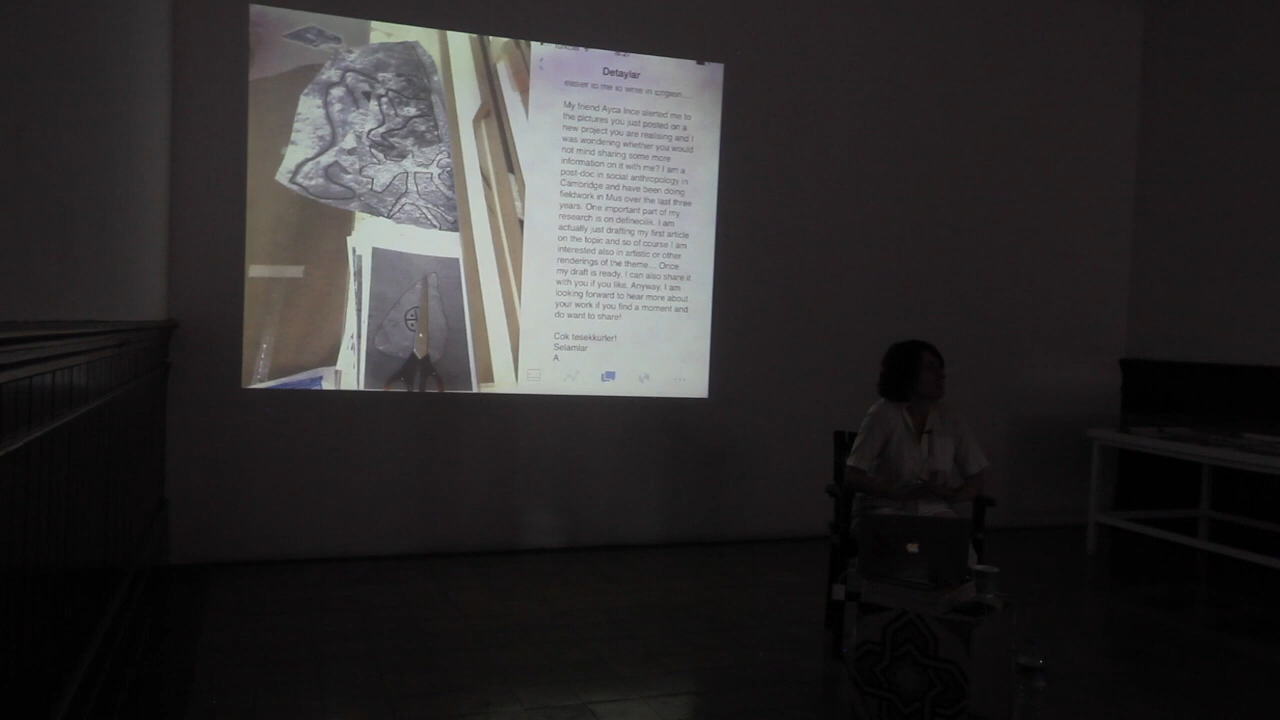 Detaylar
easier to me to write in
My friend Ayca Ince alerted me to
the pictures you just posted on a
new project you are realising and I
was wondering whether you would
not mind sharing some more
information on it with me? I am a
post-doc in social anthropology in
Cambridge and have been doing
fieldwork in Mus over the last three
years. One important part of my
research is on definecilik. I am
actually just drafting my first article
on the topic and so of course I am
interested also in artistic or other
renderings of the theme... Once
my draft is ready, I can also share it
with you if you like. Anyway, I am
looking forward to hear more about
your work if you find a moment and
do want to share!
Cok tesekkurler!
Selamlar
A